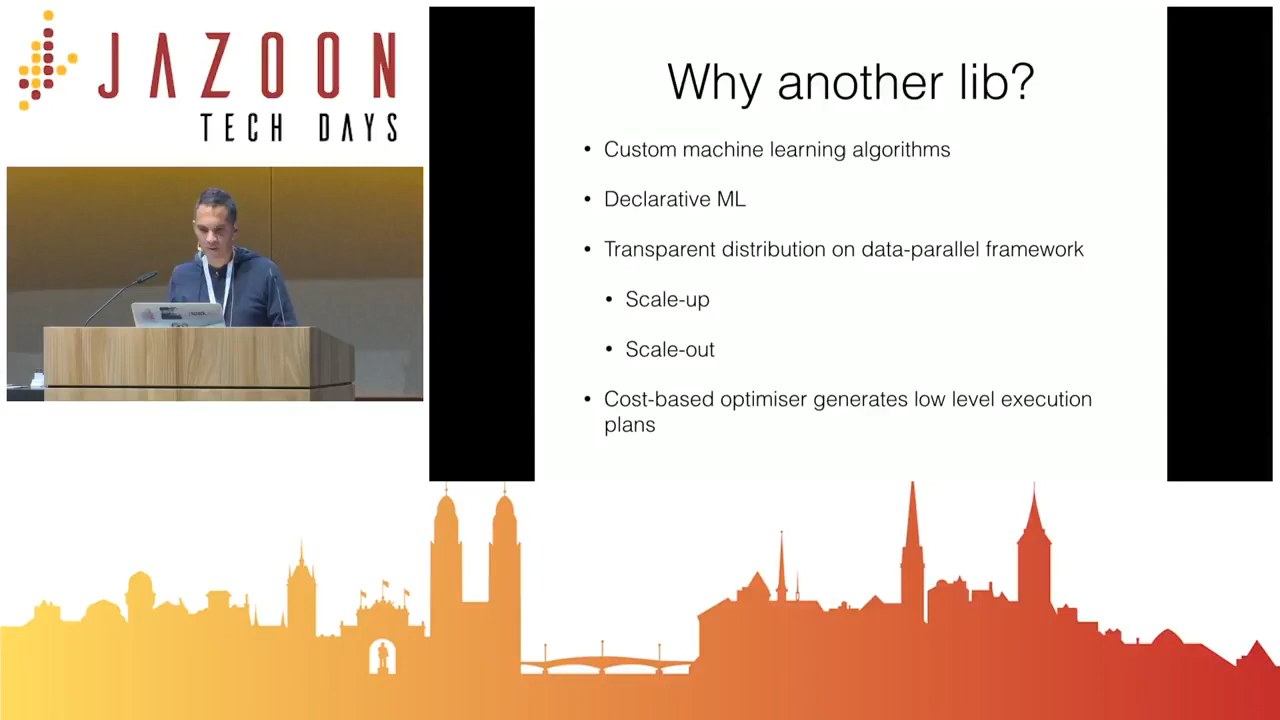 JAZOON
TECH DAYS
Why another lib?
• Custom machine learning algorithms
• Declarative ML
• Transparent distribution on data-parallel framework
• Scale-up
• Scale-out
• Cost-based optimiser generates low level execution
plans